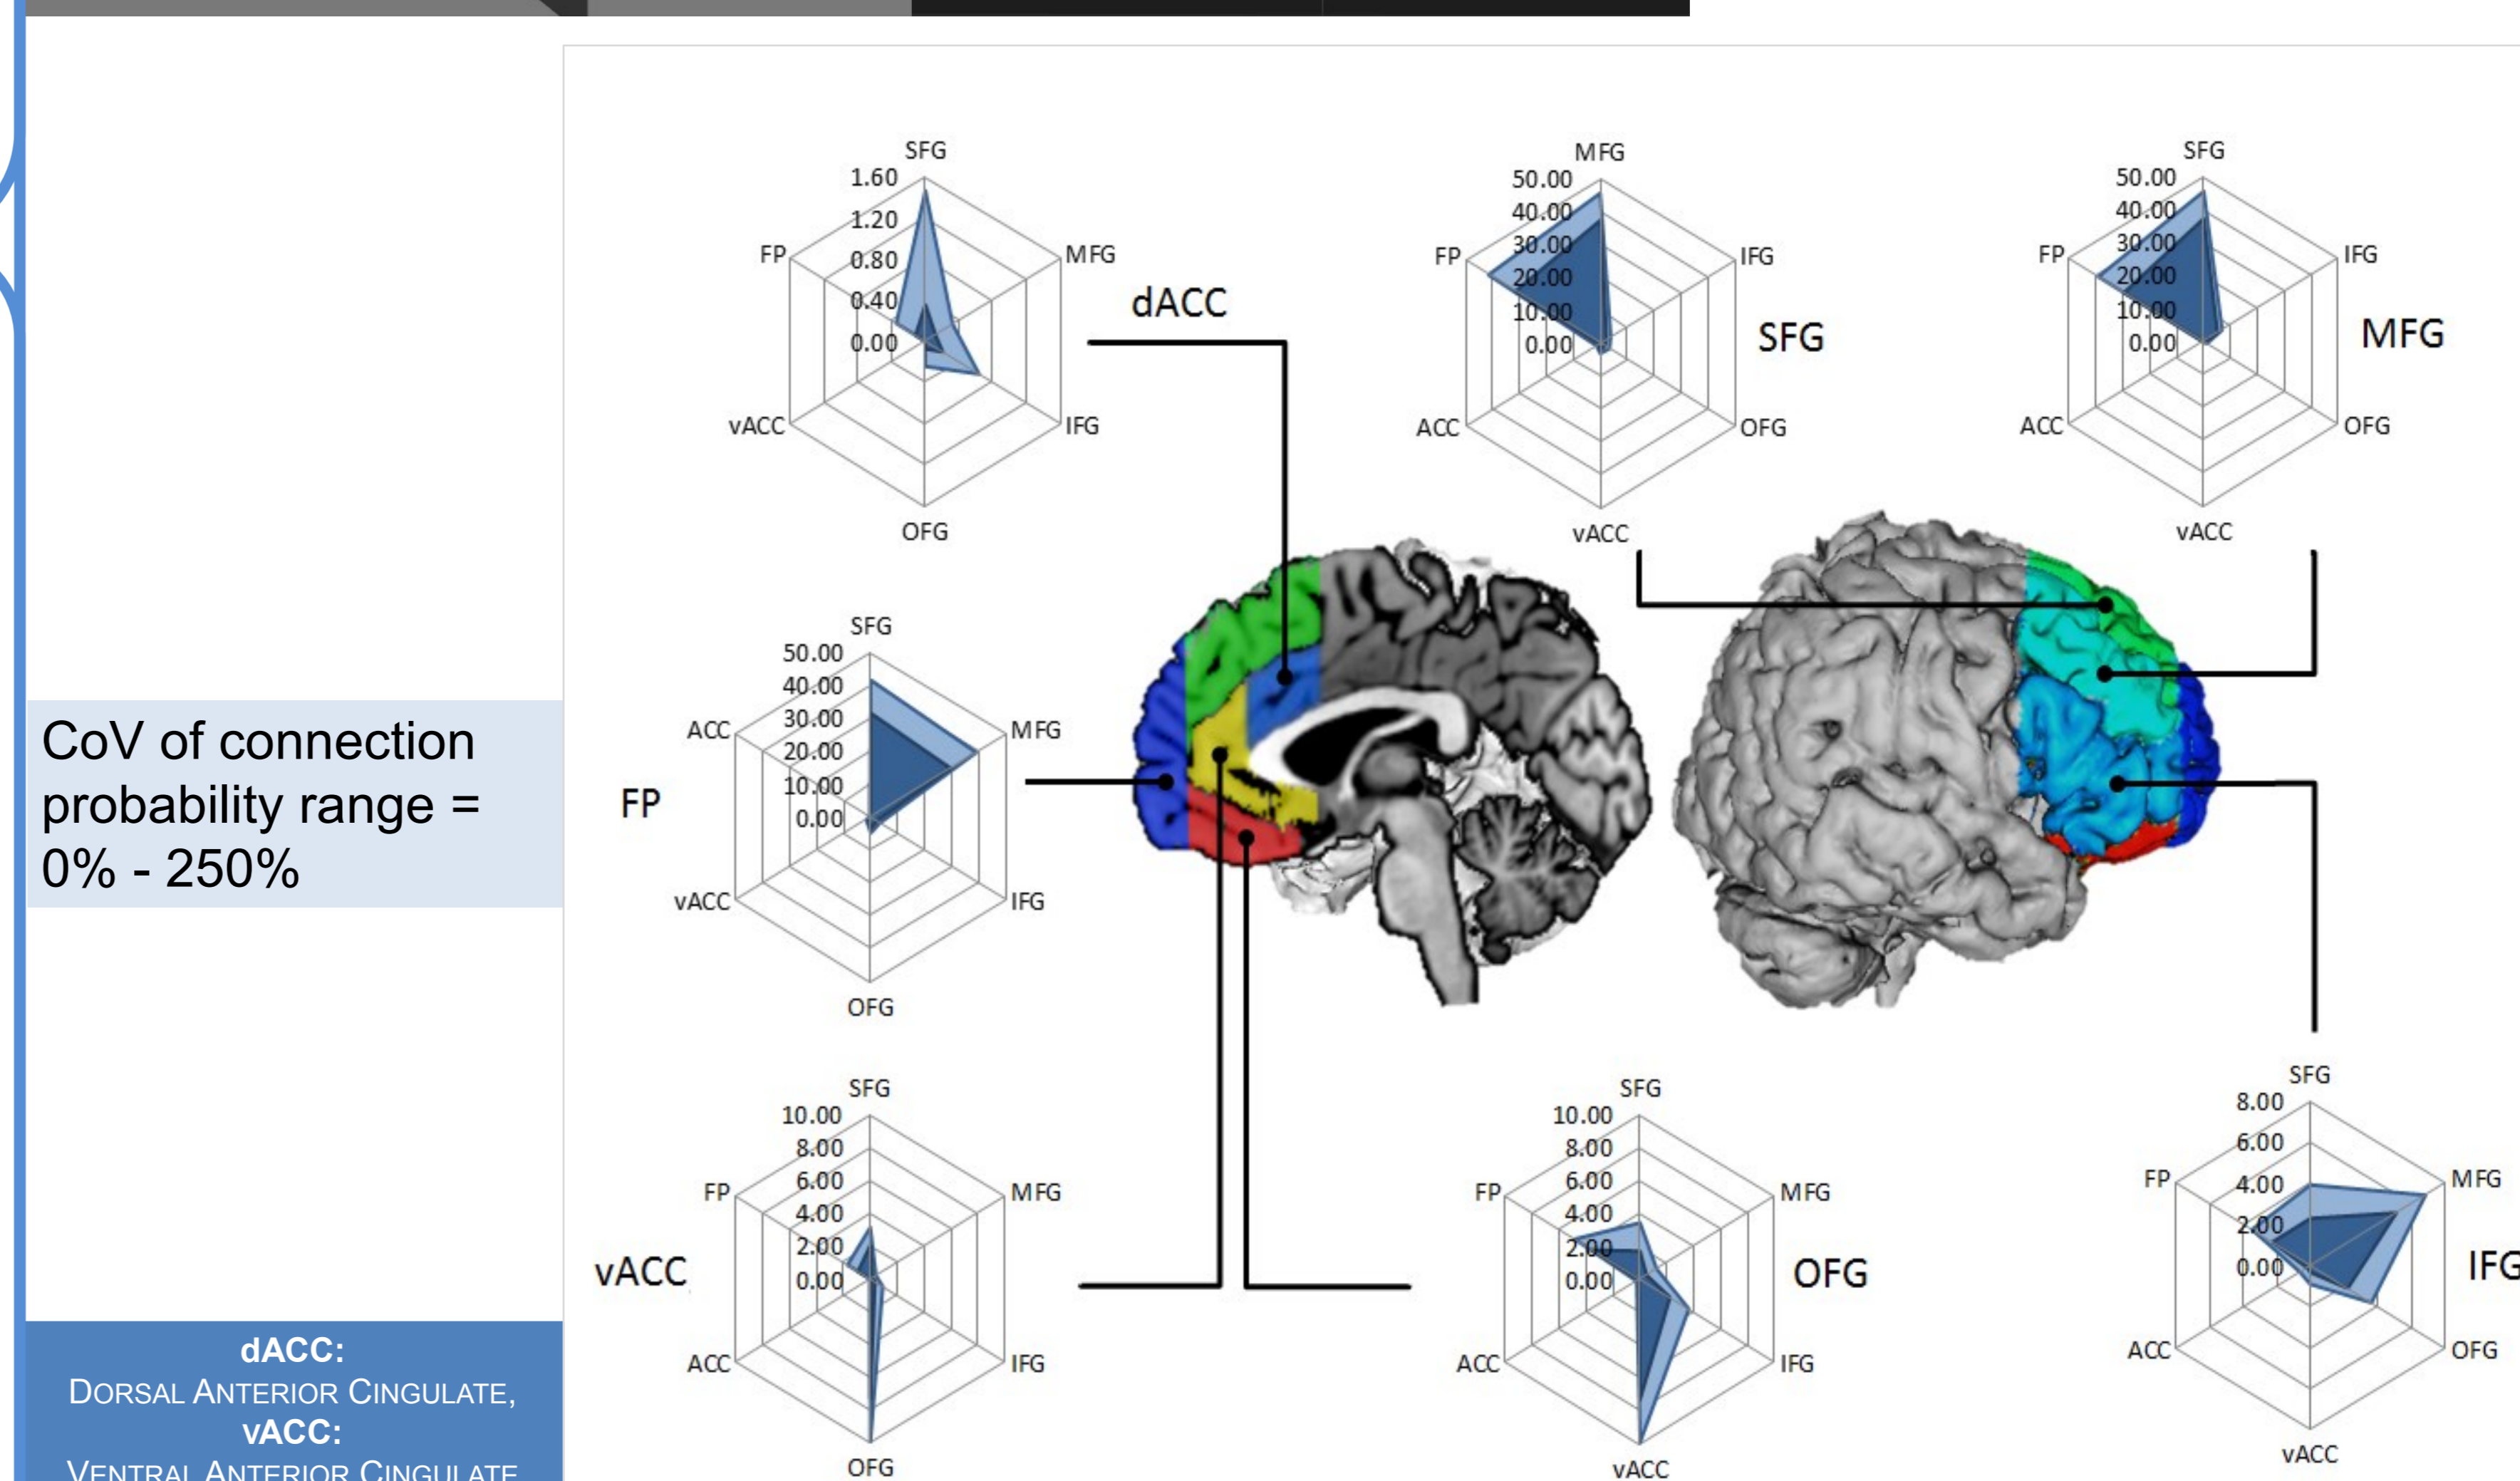 SFG
1.60
1.20
0.80
0.40
0.00
FP
MFG
vACC
IFG
OFG
dACC
MFG
50.00
40.00
30.00
20.00
10.00
0.00
FP
IFG
ACC
OFG
vACC
SFG
SFG
50.00
40.00
30.00
20.00
10.00
0.00
FP
IFG
ACC
OFG
vACC
MFG
CoV of connection
probability range =
0% - 250%
SFG
50.00
40.00
30.00
20.00
10.00
0.00
ACC
MFG
vACC
IFG
OFG
FP
SFG
10.00
8.00
6.00
4.00
2.00
0.00
FP
MFG
ACC
IFG
OFG
vACC
SFG
10.00
8.00
6.00
4.00
2.00
0.00
FP
MFG
ACC
IFG
vACC
OFG
SFG
8.00
6.00
4.00
2.00
0.00
FP
MFG
ACC
OFG
vACC
IFG
dACC:
DORSAL ANTERIOR CINGULATE,
vACC:
VENTRAL ANTERIOR CINGULATE